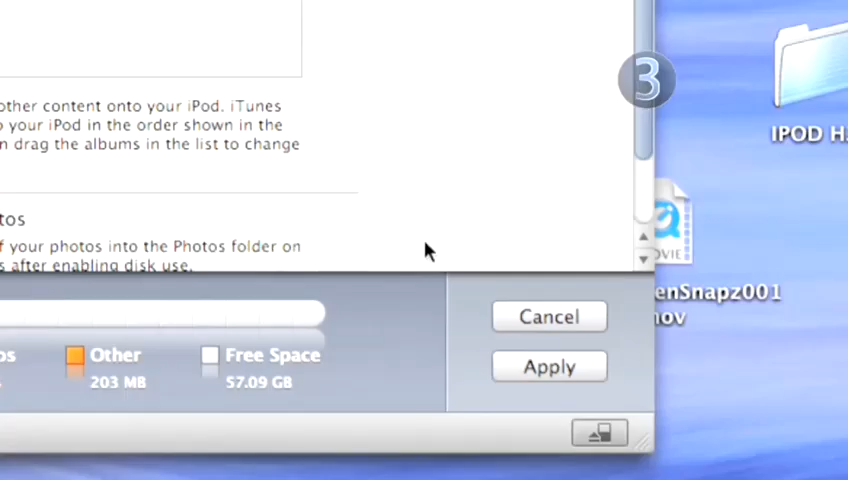 3
IPOD H
other content onto your iPod. iTunes
your iPod in the order shown in the
drag the albums in the list to change
tos
your photos into the Photos folder on
after enabling disk use.
OVIE
enSnapz001
mov
Cancel
Apply
os
Other
Free Space
203 MB
57.09 GB